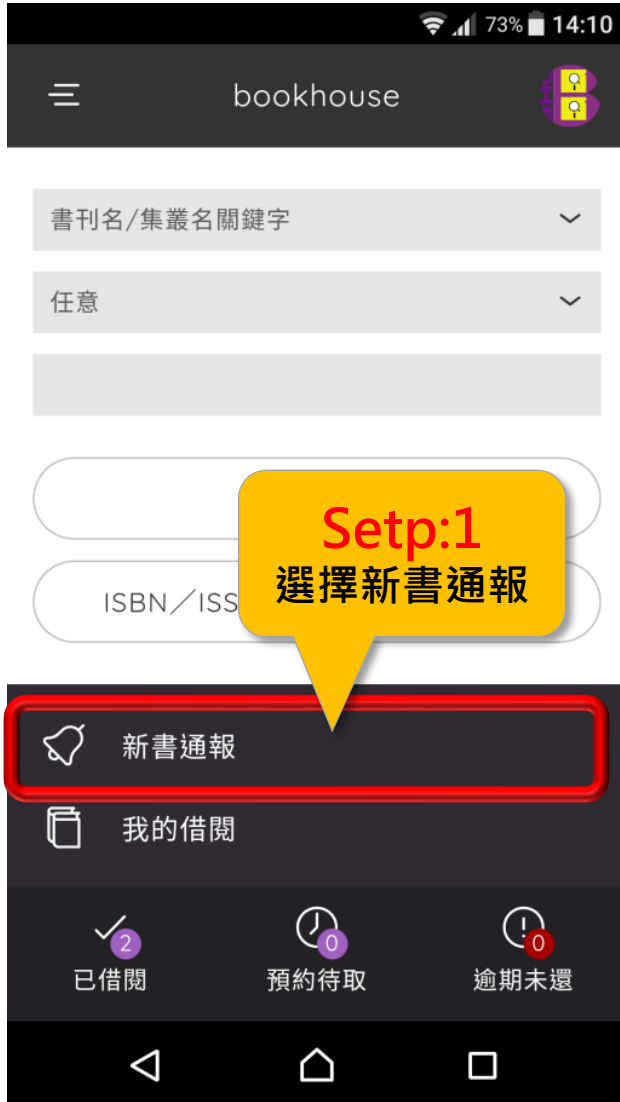 73% 14:10
bookhouse
書刊名/集叢名關鍵字
任意
Setp:1
選擇新書通報
ISBN／ISS
新書通報
我的借閱
2
已借閱
0
預約待取
0
逾期未還